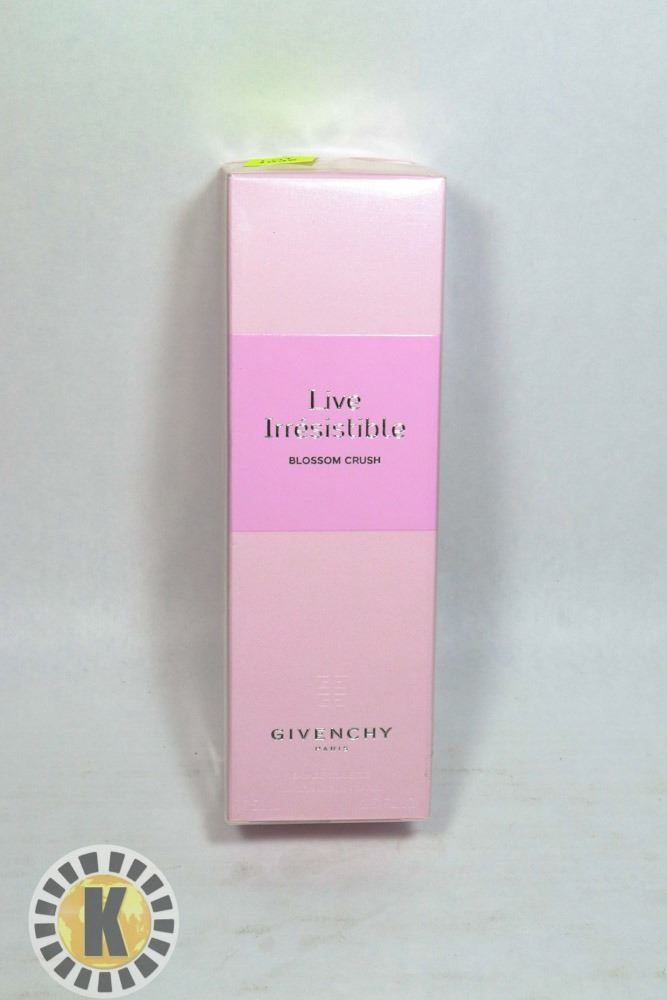 Live
Irrésistible
BLOSSOM CRUSH
GIVENCHY
PARIS
K